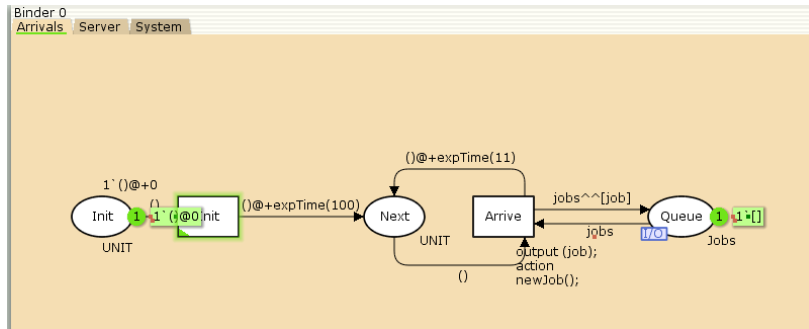 Binder 0
Arrivals Server System
1`()@+0
()
Init
1
1`()@0
UNIT
()@+expTime(100)
Next
UNIT
()@+expTime(11)
()
Arrive
output (job);
action
newJob();
jobs^^[job]
jobs
Queue
I/O
Jobs
1
1`[]